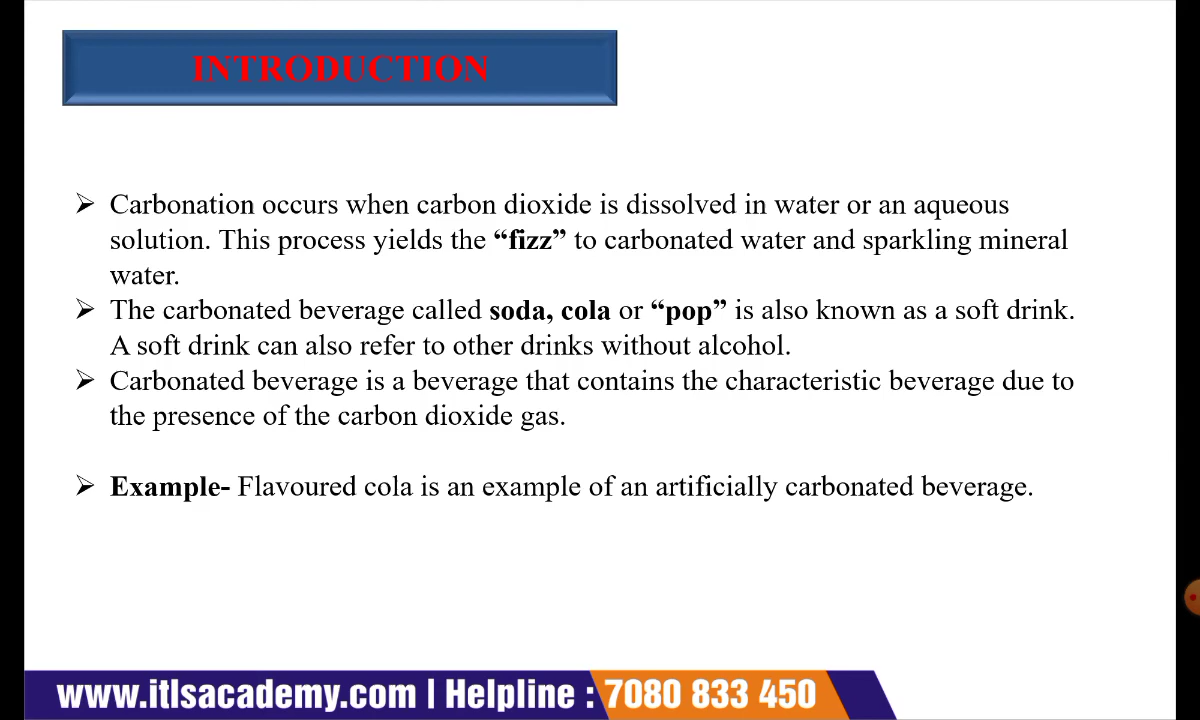 INTRODUCTION
➢ Carbonation occurs when carbon dioxide is dissolved in water or an aqueous
solution. This process yields the “fizz” to carbonated water and sparkling mineral
water.
➢ The carbonated beverage called soda, cola or “pop” is also known as a soft drink.
A soft drink can also refer to other drinks without alcohol.
➢ Carbonated beverage is a beverage that contains the characteristic beverage due to
the presence of the carbon dioxide gas.
➢ Example- Flavoured cola is an example of an artificially carbonated beverage.
www.itlsacademy.com | Helpline : 7080 833 450